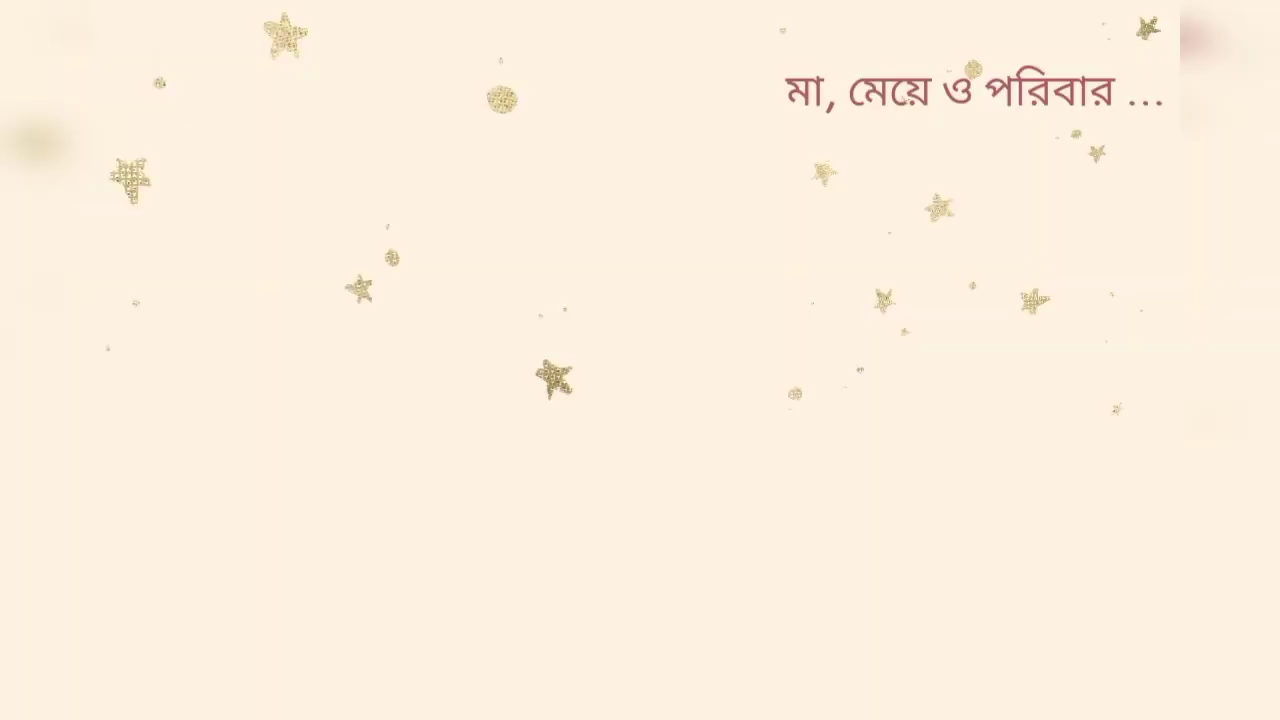 মা, মেয়ে ও পরিবার ...